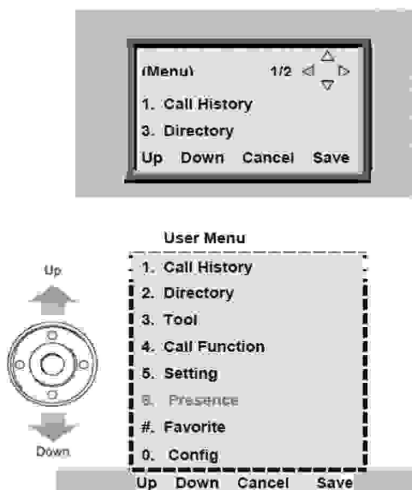 (Menu) 1/2
1. Call History
3. Directory
Up Down Cancel Save
User Menu
Up
1. Call History
2. Directory
3. Tool
4. Call Function
5. Setting
6. Presence
#. Favorite
Down
0. Config
Up Down Cancel Save